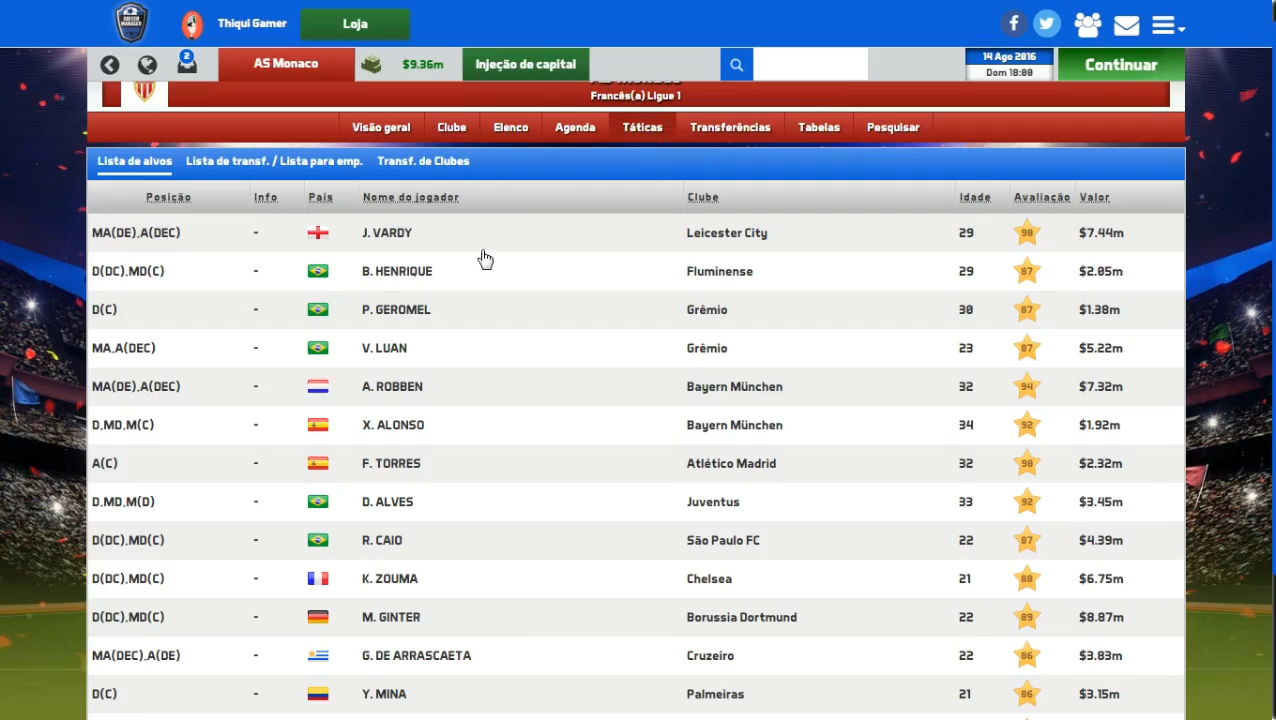 SOCCER MANAGER
Thiqui Gamer
Loja
2
AS Monaco
$9.36m
Injeção de capital
14 Ago 2016
Dom 18:00
Continuar
Francês(a) Ligue 1
Visão geral Clube Elenco Agenda Táticas Transferências Tabelas Pesquisar
Lista de alvos Lista de transf. / Lista para emp. Transf. de Clubes
Posição Info País Nome do jogador Clube Idade Avaliação Valor
MA(DE),A(DEC) - J. VARDY Leicester City 29 90 $7.44m
D(DC),MD(C) - B. HENRIQUE Fluminense 29 87 $2.05m
D(C) - P. GEROMEL Grêmio 30 87 $1.38m
MA,A(DEC) - V. LUAN Grêmio 23 87 $5.22m
MA(DE),A(DEC) - A. ROBBEN Bayern München 32 94 $7.32m
D,MD,M(C) - X. ALONSO Bayern München 34 92 $1.92m
A(C) - F. TORRES Atlético Madrid 32 90 $2.32m
D,MD,M(D) - D. ALVES Juventus 33 92 $3.45m
D(DC),MD(C) - R. CAIO São Paulo FC 22 87 $4.39m
D(DC),MD(C) - K. ZOUMA Chelsea 21 88 $6.75m
D(DC),MD(C) - M. GINTER Borussia Dortmund 22 89 $8.87m
MA(DEC),A(DE) - G. DE ARRASCAETA Cruzeiro 22 86 $3.83m
D(C) - Y. MINA Palmeiras 21 86 $3.15m